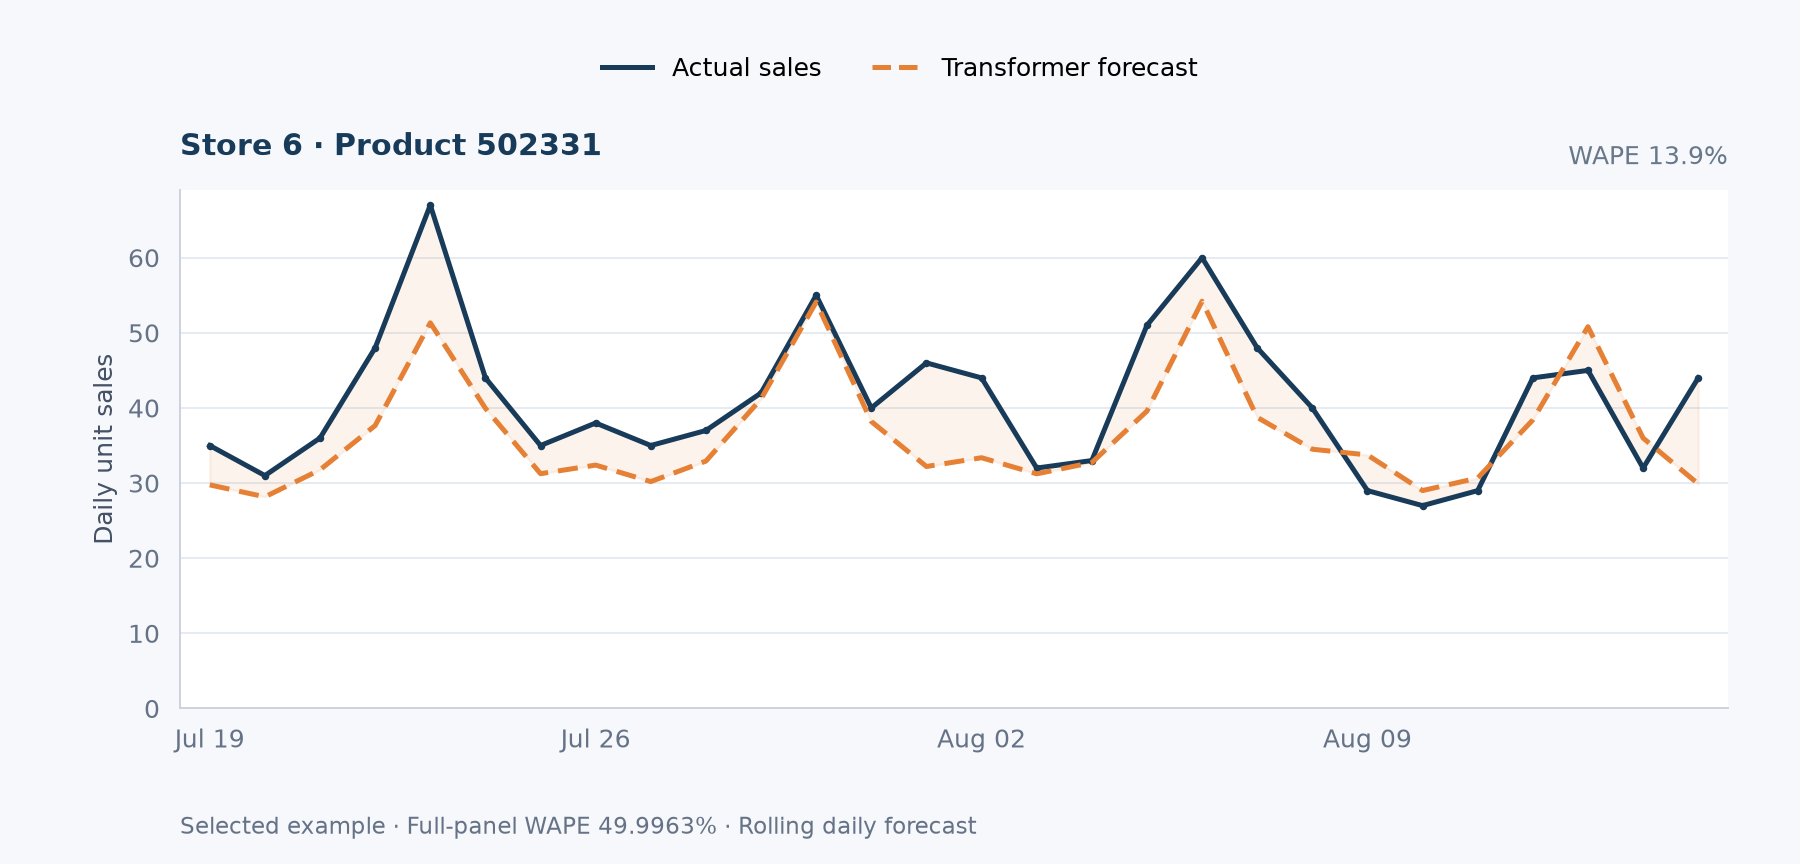 Actual sales
Transformer forecast
Store 6 · Product 502331
WAPE 13.9%
Daily unit sales
60
50
40
30
20
10
0
Jul 19
Jul 26
Aug 02
Aug 09
Selected example · Full-panel WAPE 49.9963% · Rolling daily forecast